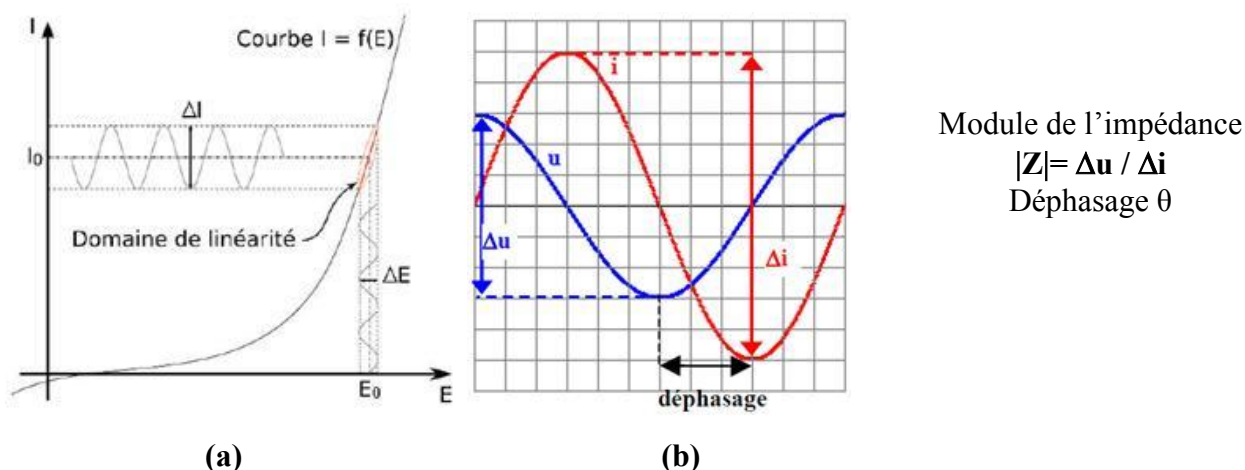 I
Courbe I = f(E)
ΔI
I₀
Domaine de linéarité
ΔE
E₀
E
(a)
i
u
Δu
Δi
déphasage
(b)
Module de l’impédance
|Z|= Δu / Δi
Déphasage θ